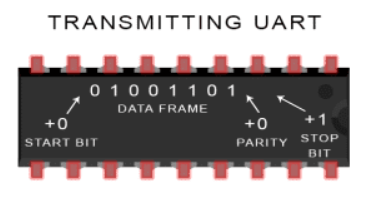 TRANSMITTING UART
0 1 0 0 1 1 0 1
DATA FRAME
+0
START BIT
+0
PARITY
+1
STOP
BIT